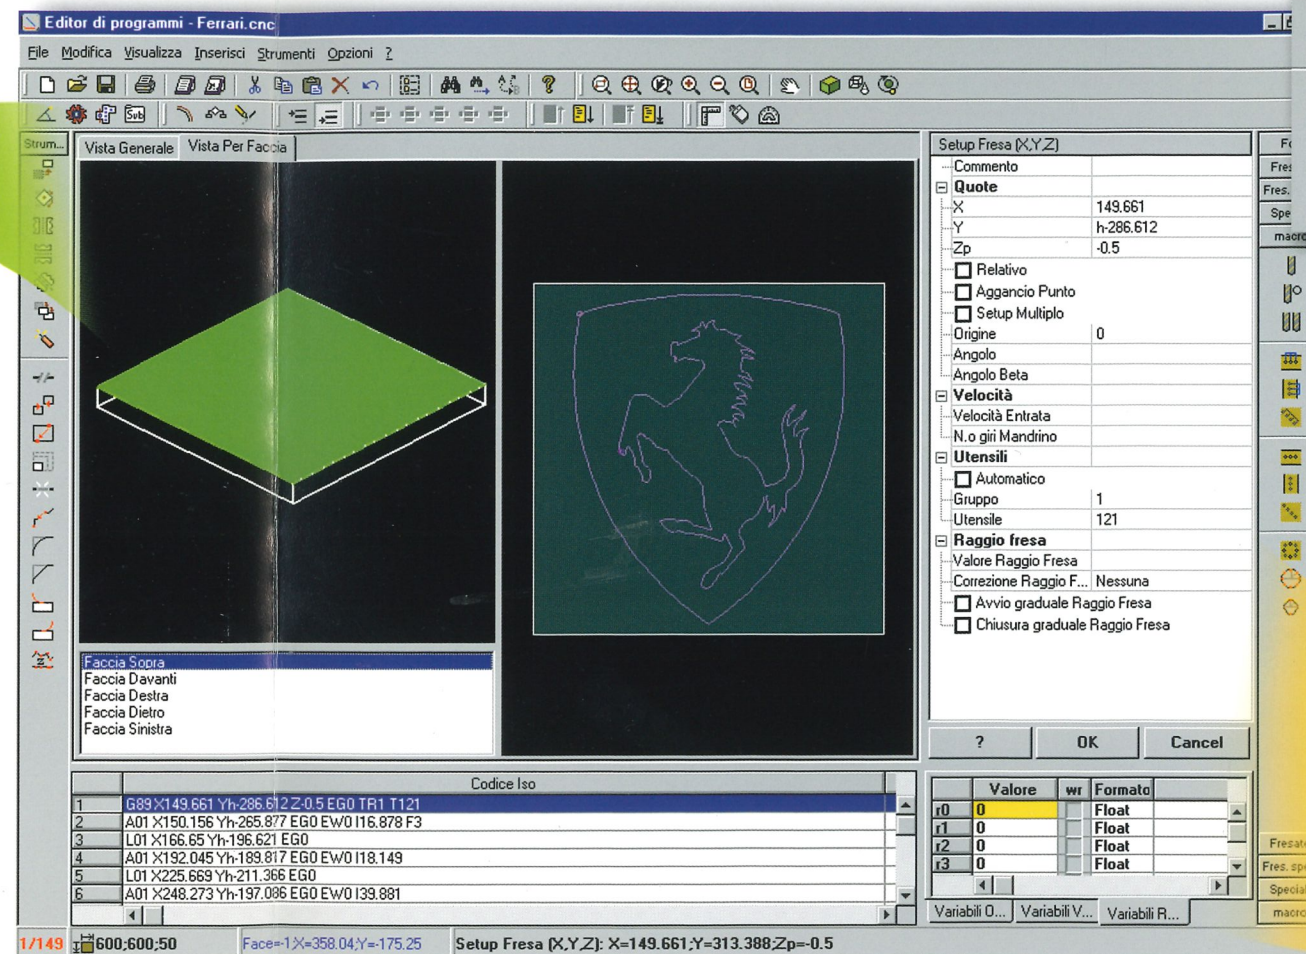 Editor di programmi - Ferrari.cnc
File Modifica Visualizza Inserisci Strumenti Opzioni ?
Sub
Strum...
Vista Generale Vista Per Faccia
Setup Fresa (X,Y,Z)
Commento
Quote
X 149.661
Y h-286.612
Zp -0.5
Relativo
Aggancio Punto
Setup Multiplo
Origine 0
Angolo
Angolo Beta
Velocità
Velocità Entrata
N.o giri Mandrino
Utensili
Automatico
Gruppo 1
Utensile 121
Raggio fresa
Valore Raggio Fresa
Correzione Raggio F... Nessuna
Avvio graduale Raggio Fresa
Chiusura graduale Raggio Fresa
? OK Cancel
Fres.
Spe
macro
Faccia Sopra
Faccia Davanti
Faccia Destra
Faccia Dietro
Faccia Sinistra
Codice Iso
1 G89 X149.661 Yh-286.612 Z-0.5 EG0 TR1 T121
2 A01 X150.156 Yh-265.877 EG0 EW0 I16.878 F3
3 L01 X166.65 Yh-196.621 EG0
4 A01 X192.045 Yh-189.817 EG0 EW0 I18.149
5 L01 X225.669 Yh-211.366 EG0
6 A01 X248.273 Yh-197.086 EG0 EW0 I39.881
Valore wr Formato
r0 0 Float
r1 0 Float
r2 0 Float
r3 0 Float
Variabili O... Variabili V... Variabili R...
Fresat
Fres. spe
Special
macro
1/149 600;600;50 Face=-1;X=358.04;Y=-175.25 Setup Fresa (X,Y,Z): X=149.661;Y=313.388;Zp=-0.5